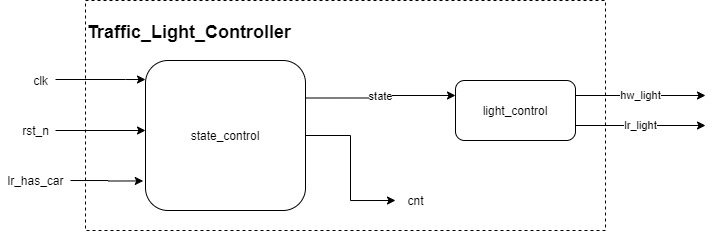 Traffic_Light_Controller
clk
rst_n
lr_has_car
state_control
state
cnt
light_control
hw_light
lr_light